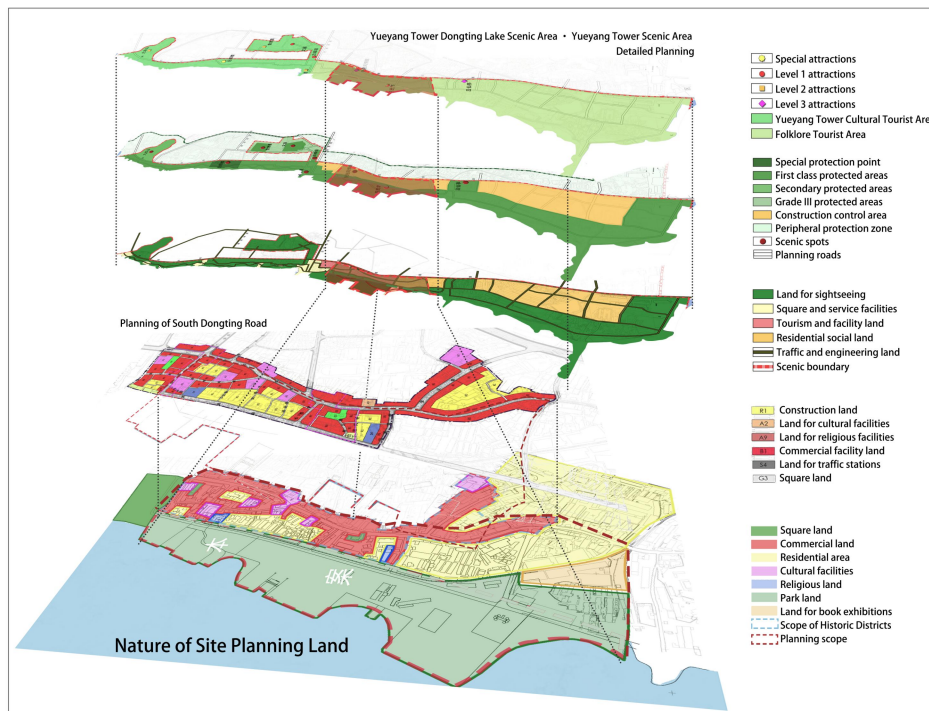 Yueyang Tower Dongting Lake Scenic Area • Yueyang Tower Scenic Area
Detailed Planning
Special attractions
Level 1 attractions
Level 2 attractions
Level 3 attractions
Yueyang Tower Cultural Tourist Are
Folklore Tourist Area
Special protection point
First class protected areas
Secondary protected areas
Grade III protected areas
Construction control area
Peripheral protection zone
Scenic spots
Planning roads
Land for sightseeing
Square and service facilities
Tourism and facility land
Residential social land
Traffic and engineering land
Scenic boundary
Planning of South Dongting Road
R1 Construction land
A2 Land for cultural facilities
A9 Land for religious facilities
B1 Commercial facility land
S4 Land for traffic stations
G3 Square land
Square land
Commercial land
Residential area
Cultural facilities
Religious land
Park land
Land for book exhibitions
Scope of Historic Districts
Planning scope
Nature of Site Planning Land